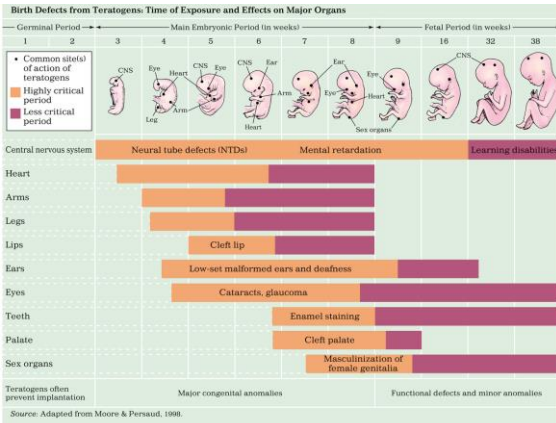 Birth Defects from Teratogens: Time of Exposure and Effects on Major Organs
Germinal Period
Main Embryonic Period (in weeks)
Fetal Period (in weeks)
1 2 3 4 5 6 7 8 9 16 32 38
Common site(s)
of action of
teratogens
Highly critical
period
Less critical
period
CNS
Eye
Heart
Leg
CNS
Eye
Arm
CNS
Ear
Arm
Heart
Ear
Eye
Heart
Eye
Sex organs
CNS
Central nervous system
Neural tube defects (NTDs)
Mental retardation
Learning disabilities
Heart
Arms
Legs
Lips
Cleft lip
Ears
Low-set malformed ears and deafness
Eyes
Cataracts, glaucoma
Teeth
Enamel staining
Palate
Cleft palate
Sex organs
Masculinization of
female genitalia
Teratogens often
prevent implantation
Major congenital anomalies
Functional defects and minor anomalies
Source: Adapted from Moore & Persaud, 1998.